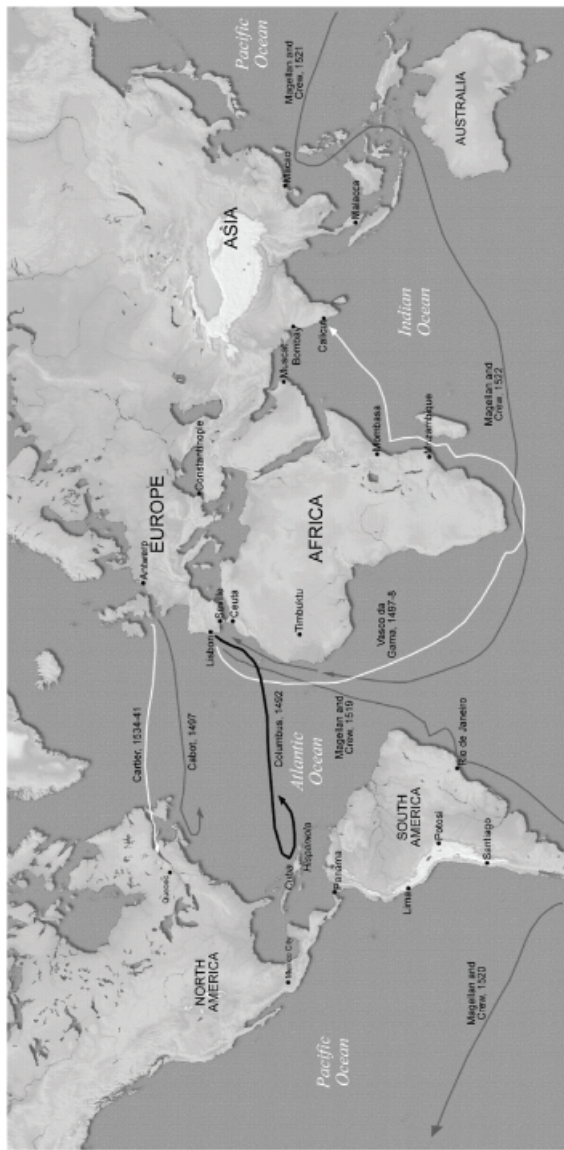 Cartier, 1534-41
Antwerp
EUROPE
Cabot, 1497
Quebec
Constantinople
NORTH
AMERICA
Lisbon
Seville
Ceuta
ASIA
Pacific
Ocean
Columbus, 1492
Muscat
Bombay
Macao
Mexico City
Cuba
Hispaniola
Atlantic
Ocean
Timbuktu
AFRICA
Calicut
Magellan and
Crew, 1521
Pacific
Ocean
Panama
Magellan and
Crew, 1519
Malacca
Mombasa
Vasco da
Gama, 1497-8
Indian
Ocean
Lima
SOUTH
AMERICA
Mozambique
Potosi
Rio de Janeiro
AUSTRALIA
Magellan and
Crew, 1520
Santiago
Magellan and
Crew 1522